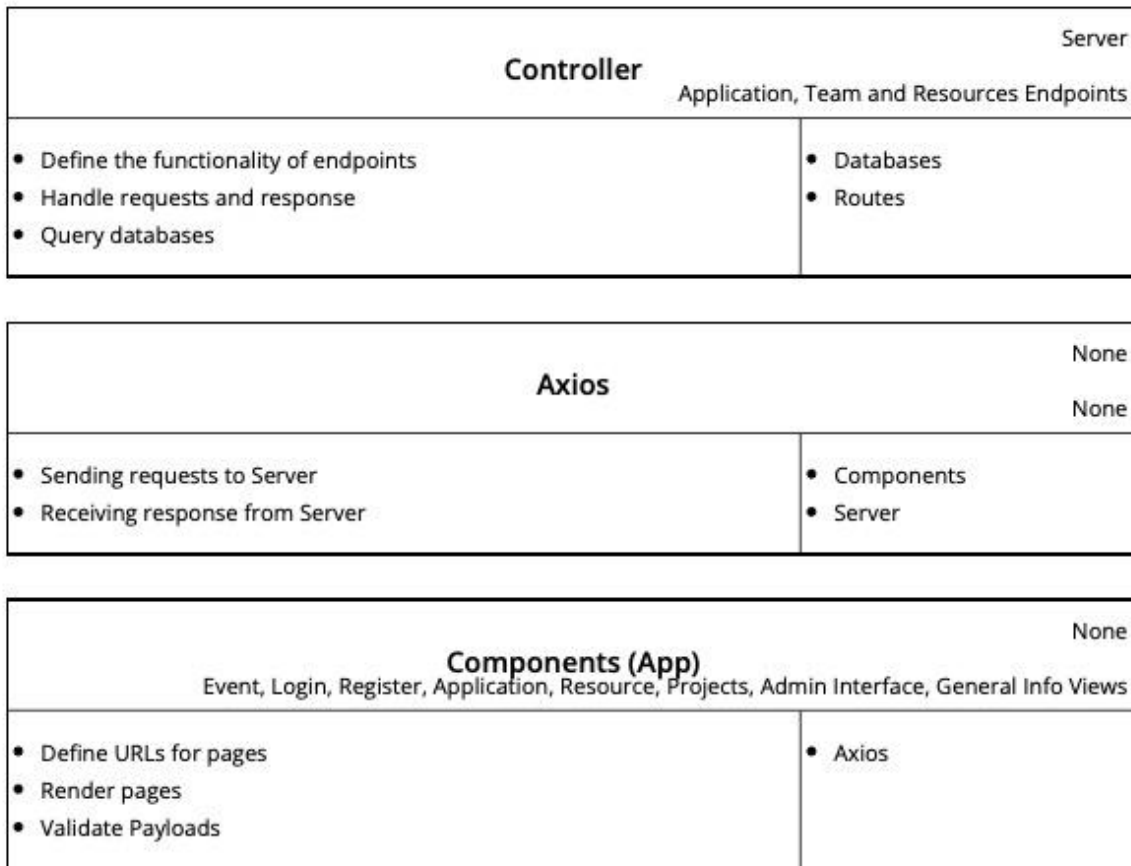 Server
Controller
Application, Team and Resources Endpoints
• Define the functionality of endpoints
• Handle requests and response
• Query databases
• Databases
• Routes
None
Axios
None
• Sending requests to Server
• Receiving response from Server
• Components
• Server
None
Components (App)
Event, Login, Register, Application, Resource, Projects, Admin Interface, General Info Views
• Define URLs for pages
• Render pages
• Validate Payloads
• Axios